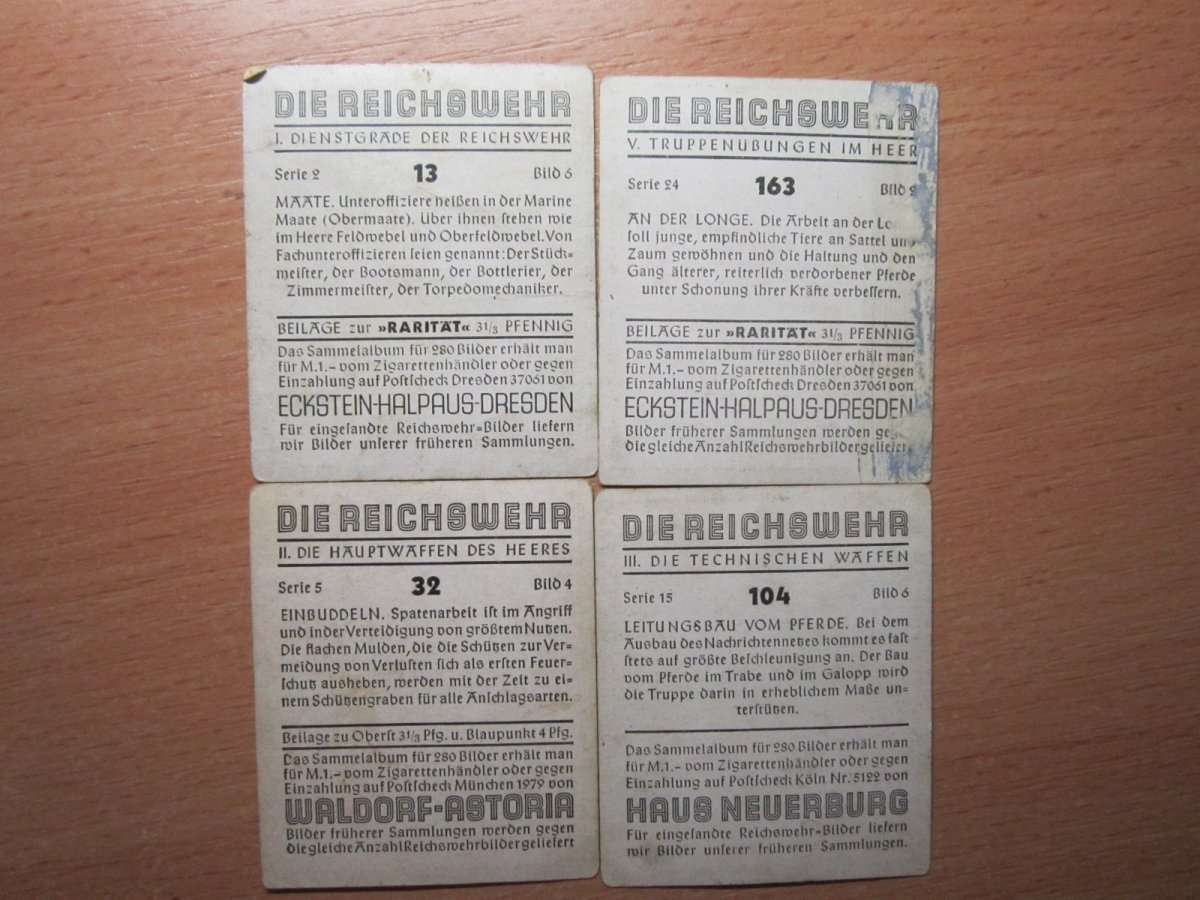 DIE REICHSWEHR
I. DIENSTGRADE DER REICHSWEHR
Serie 2 13 Bild 6
MAATE. Unteroffiziere heißen in der Marine
Maate (Obermaate). Über ihnen stehen wie
im Heere Feldwebel und Oberfeldwebel. Von
Fachunteroffizieren seien genannt: Der Stück=
meister, der Bootsmann, der Bottlerier, der
Zimmermeister, der Torpedomechaniker.
BEILAGE zur »RARITÄT« 3 1/3 PFENNIG
Das Sammelalbum für 280 Bilder erhält man
für M.1.– vom Zigarettenhändler oder gegen
Einzahlung auf Postscheck Dresden 37061 von
ECKSTEIN-HALPAUS-DRESDEN
Für eingesandte Reichswehr=Bilder liefern
wir Bilder unserer früheren Sammlungen.
DIE REICHSWEHR
V. TRUPPENÜBUNGEN IM HEER
Serie 24 163 Bild
AN DER LONGE. Die Arbeit an der
soll junge, empfindliche Tiere an Sattel und
Zaum gewöhnen und die Haltung und den
Gang älterer, reiterlich verdorbener Pferde
unter Schonung ihrer Kräfte verbessern.
BEILAGE zur »RARITÄT« 3 1/3 PFENNIG
Das Sammelalbum für 280 Bilder erhält man
für M.1.– vom Zigarettenhändler oder gegen
Einzahlung auf Postscheck Dresden 37061 von
ECKSTEIN-HALPAUS-DRESDEN
Bilder früherer Sammlungen werden
die gleiche Anzahl Reichswehrbilder geliefert
DIE REICHSWEHR
II. DIE HAUPTWAFFEN DES HEERES
Serie 5 32 Bild 4
EINBUDDELN. Spatenarbeit ist im Angriff
und in der Verteidigung von größtem Nutzen.
Die flachen Mulden, die die Schützen zur Ver=
meidung von Verlusten sich als ersten Feuer=
schutz ausheben, werden mit der Zeit zu ei=
nem Schützengraben für alle Anschlagsarten.
Beilage zu Oberst 3 1/3 Pfg. u. Blaupunkt 4 Pfg.
Das Sammelalbum für 280 Bilder erhält man
für M.1.– vom Zigarettenhändler oder gegen
Einzahlung auf Postscheck München 1979 von
WALDORF-ASTORIA
Bilder früherer Sammlungen werden gegen
die gleiche Anzahl Reichswehrbilder geliefert
DIE REICHSWEHR
III. DIE TECHNISCHEN WAFFEN
Serie 15 104 Bild 6
LEITUNGSBAU VOM PFERDE. Bei dem
Ausbau des Nachrichtennetzes kommt es fast
stets auf größte Beschleunigung an. Der Bau
vom Pferde im Trabe und im Galopp wird
die Truppe darin in erheblichem Maße un=
terstützen.
Das Sammelalbum für 280 Bilder erhält man
für M.1.– vom Zigarettenhändler oder gegen
Einzahlung auf Postscheck Köln Nr. 5122 von
HAUS NEUERBURG
Für eingesandte Reichswehr=Bilder liefern
wir Bilder unserer früheren Sammlungen.